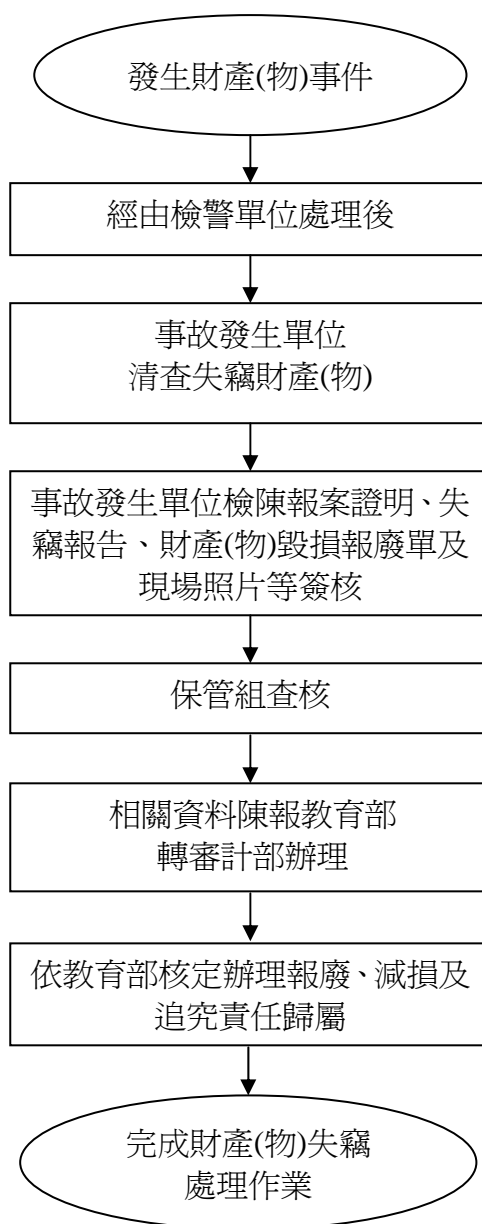 發生財產(物)事件
經由檢警單位處理後
事故發生單位
清查失竊財產(物)
事故發生單位檢陳報案證明、失
竊報告、財產(物)毀損報廢單及
現場照片等簽核
保管組查核
相關資料陳報教育部
轉審計部辦理
依教育部核定辦理報廢、減損及
追究責任歸屬
完成財產(物)失竊
處理作業